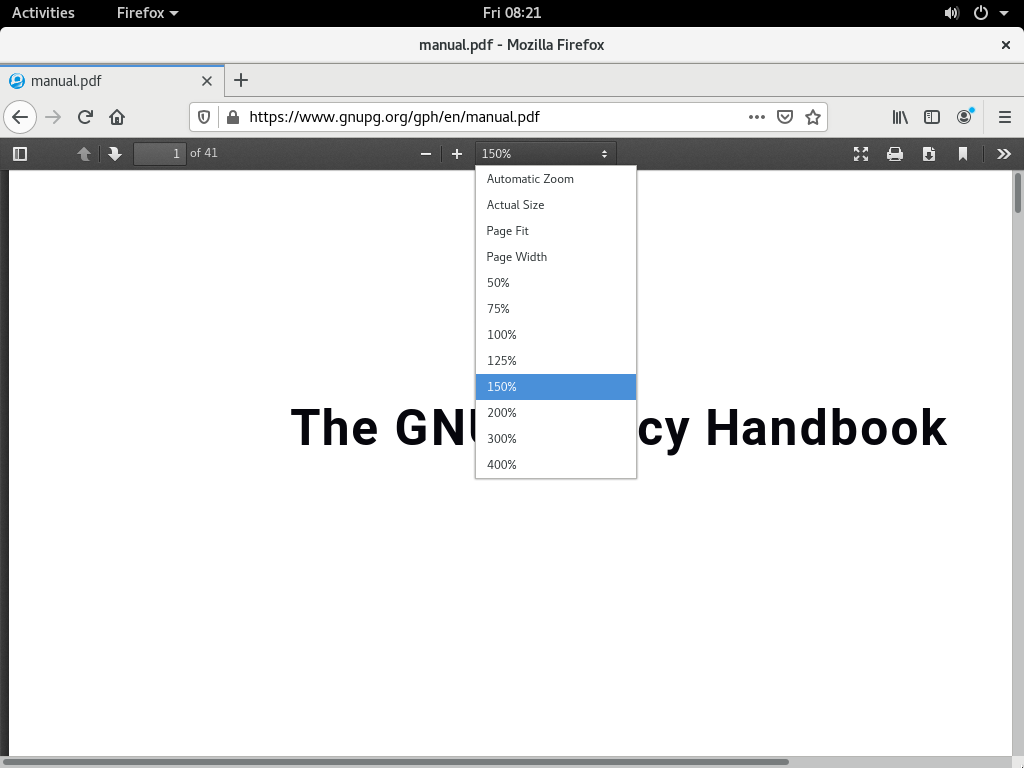 Activities Firefox Fri 08:21
manual.pdf - Mozilla Firefox
manual.pdf
https://www.gnupg.org/gph/en/manual.pdf
1 of 41 150%
Automatic Zoom
Actual Size
Page Fit
Page Width
50%
75%
100%
125%
150%
200%
300%
400%
The GNU cy Handbook